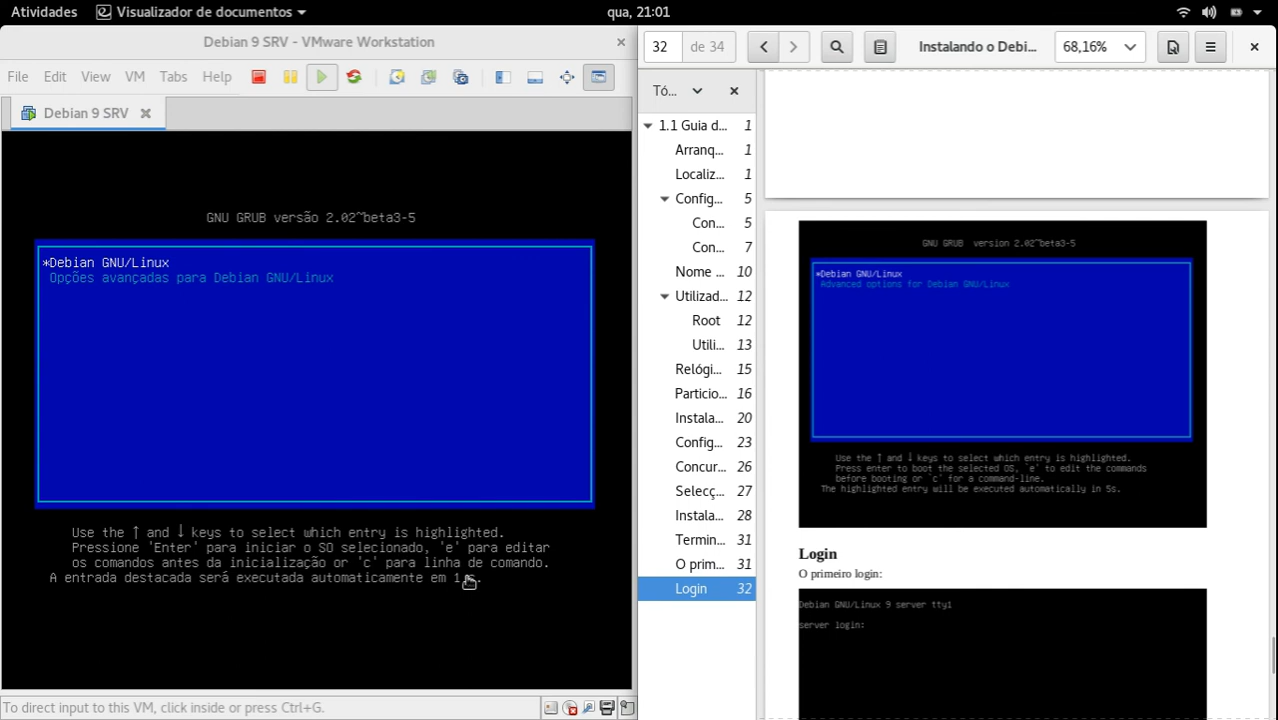 Atividades Visualizador de documentos qua, 21:01
Debian 9 SRV - VMware Workstation
File Edit View VM Tabs Help
Debian 9 SRV
GNU GRUB versão 2.02~beta3-5
*Debian GNU/Linux
Opções avançadas para Debian GNU/Linux
Use the ↑ and ↓ keys to select which entry is highlighted.
Pressione 'Enter' para iniciar o SO selecionado, 'e' para editar
os comandos antes da inicialização or 'c' para linha de comando.
A entrada destacada será executada automaticamente em 1
To direct input to this VM, click inside or press Ctrl+G.
32 de 34 Instalando o Debi... 68,16%
Tó...
1.1 Guia d... 1
Arranq... 1
Localiz... 1
Config... 5
Con... 5
Con... 7
Nome ... 10
Utilizad... 12
Root 12
Utili... 13
Relógi... 15
Particio... 16
Instala... 20
Config... 23
Concur... 26
Selecç... 27
Instala... 28
Termin... 31
O prim... 31
Login 32
GNU GRUB version 2.02~beta3-5
*Debian GNU/Linux
Advanced options for Debian GNU/Linux
Use the ↑ and ↓ keys to select which entry is highlighted.
Press enter to boot the selected OS, `e' to edit the commands
before booting or `c' for a command-line.
The highlighted entry will be executed automatically in 5s.
Login
O primeiro login:
Debian GNU/Linux 9 server tty1
server login: